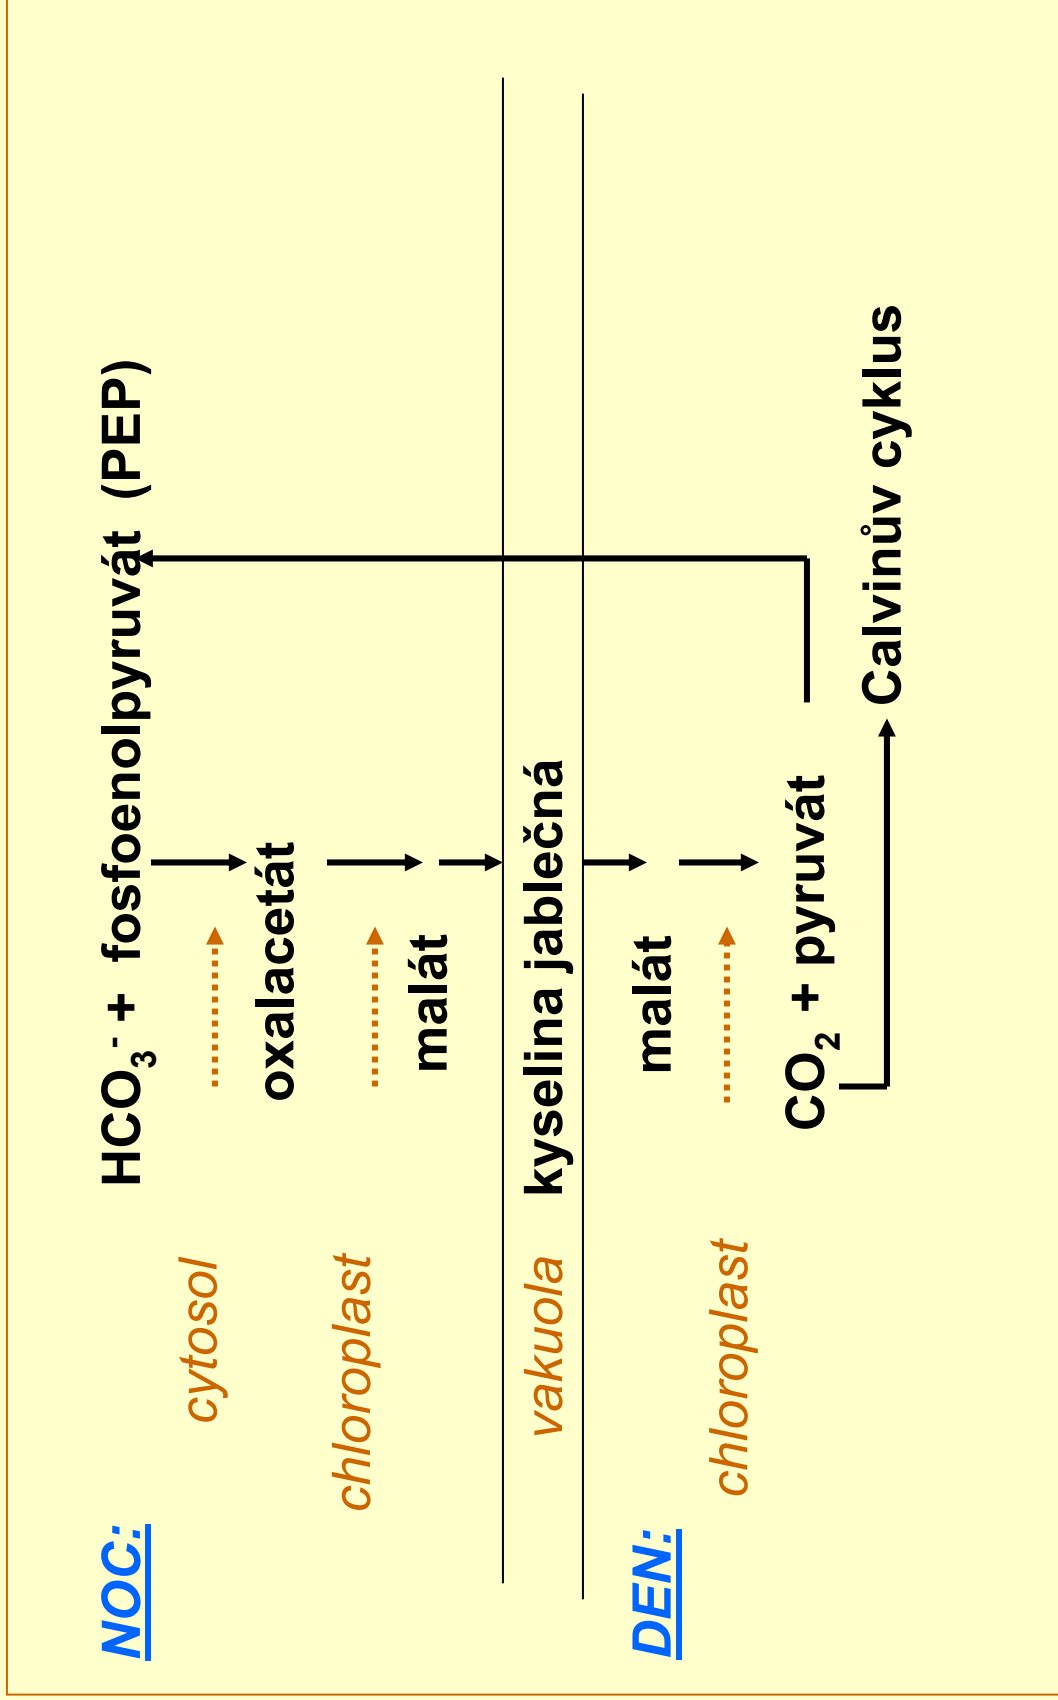 NOC: HCO3- + fosfoenolpyruvát (PEP)
cytosol
oxalacetát
chloroplast
malát
vakuola kyselina jablečná
DEN: malát
chloroplast
CO2 + pyruvát
Calvinův cyklus